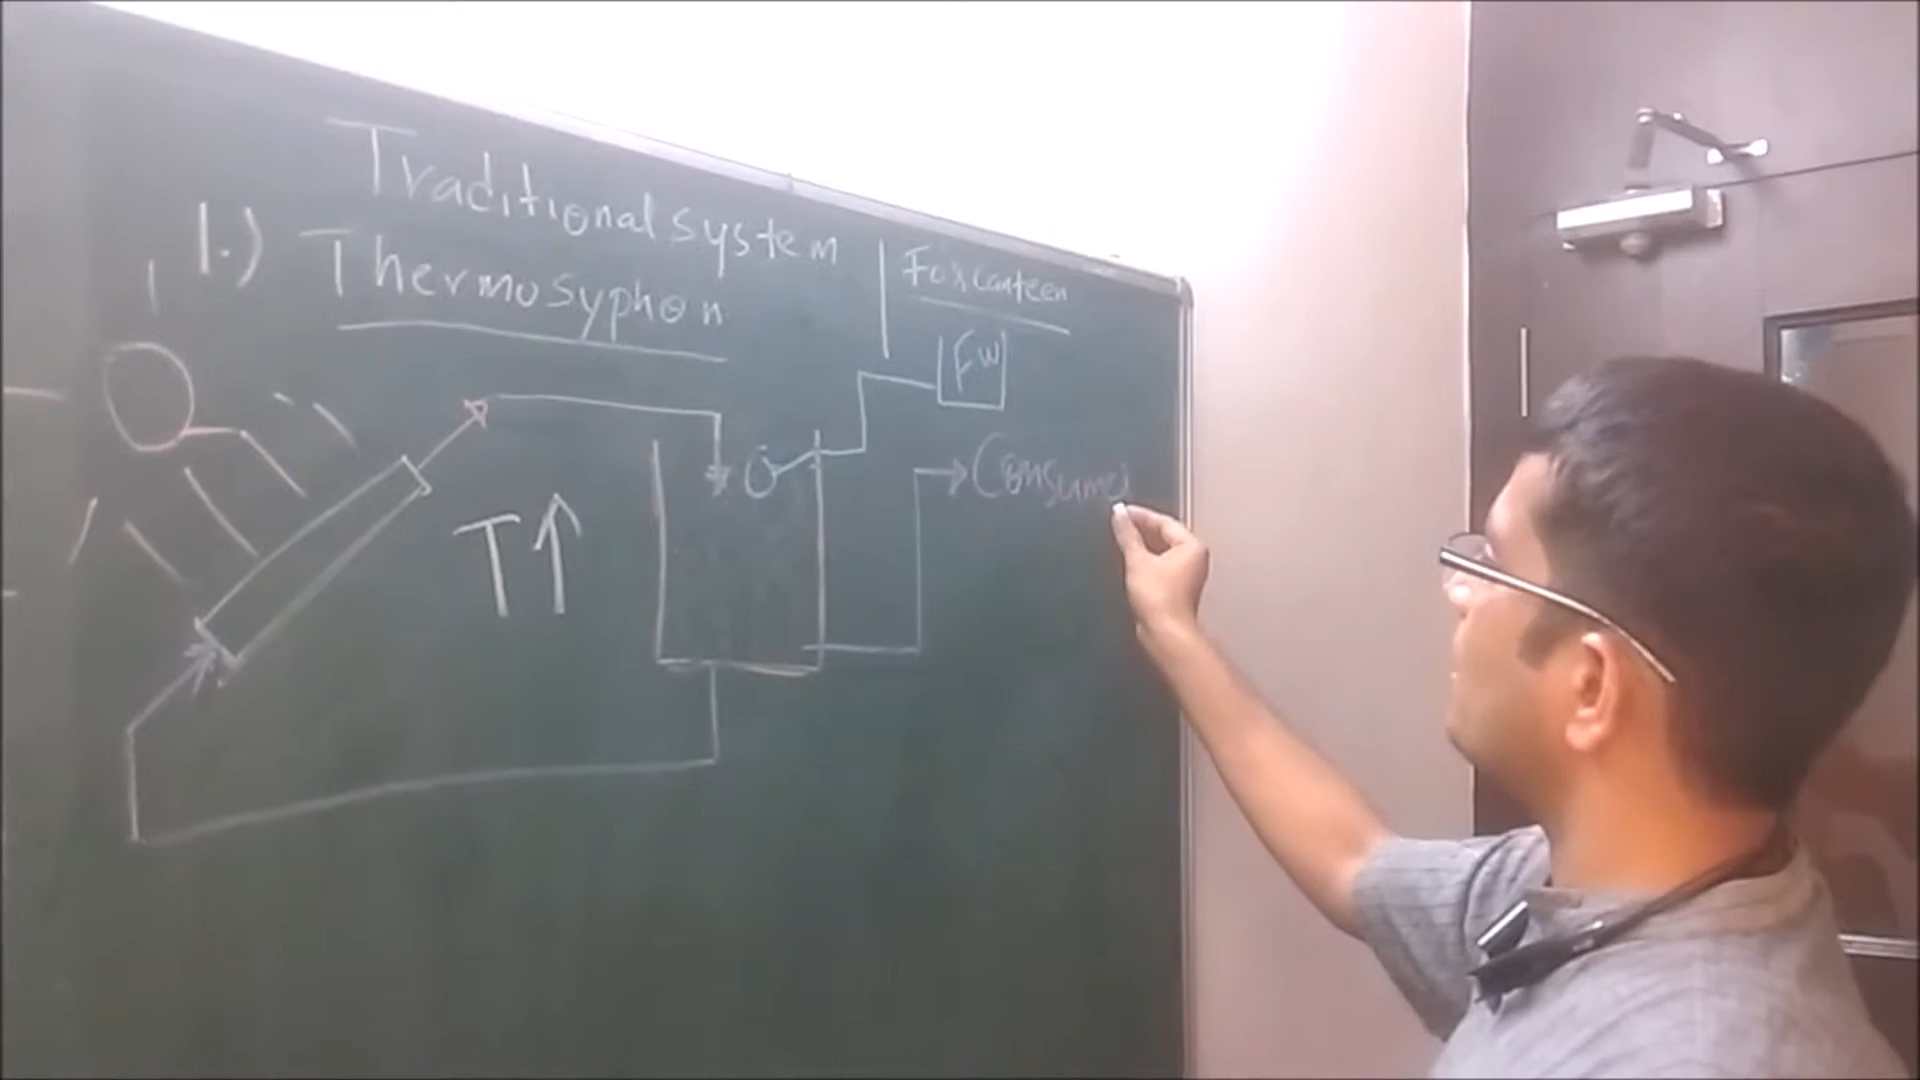 Traditional system
1.) Thermosyphon
For canteen
FW
T↑
Consumer